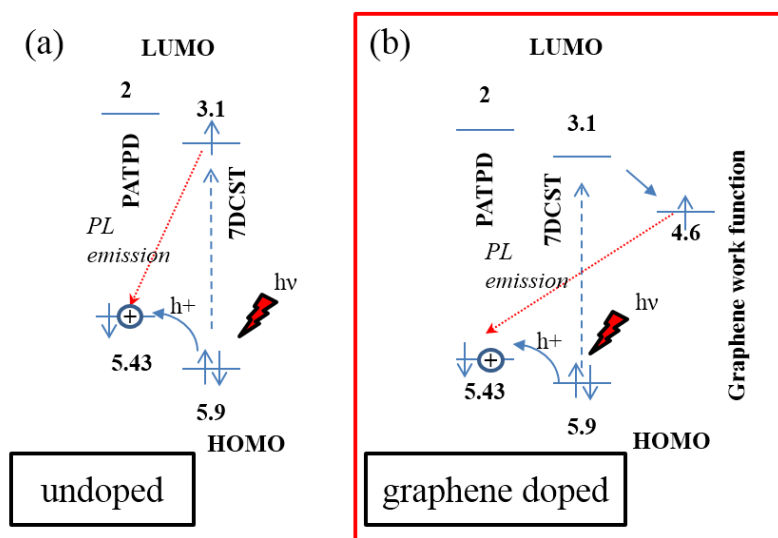 (a)
LUMO
2
3.1
PATPD
7DCST
PL
emission
hν
h+
+
5.43
5.9
HOMO
undoped
(b)
LUMO
2
3.1
PATPD
7DCST
4.6
Graphene work function
PL
emission
hν
h+
+
5.43
5.9
HOMO
graphene doped